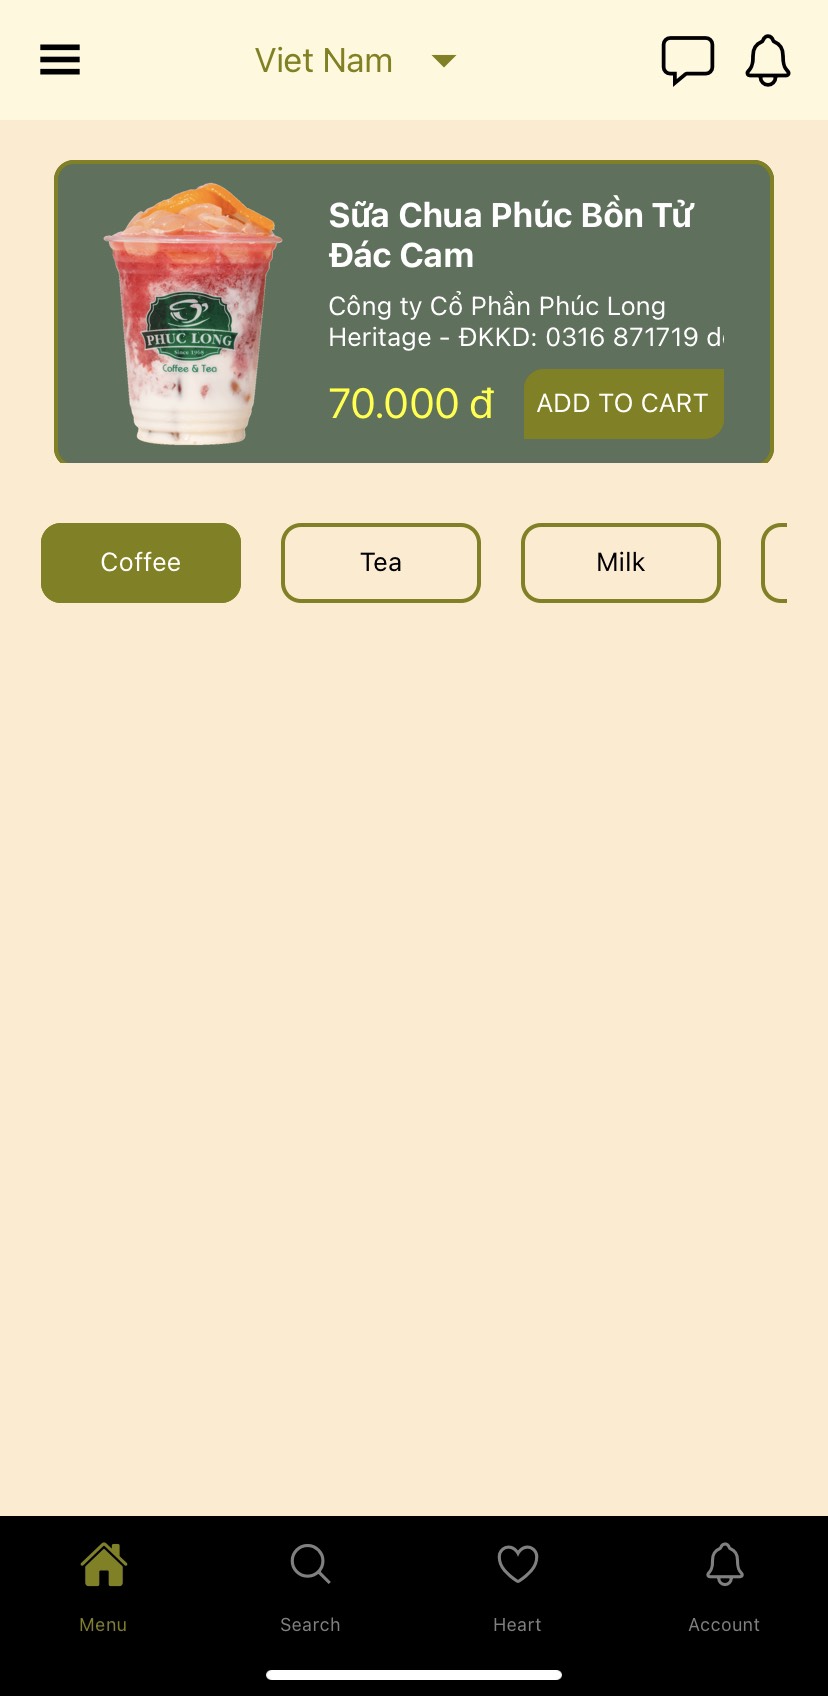 Viet Nam
Sữa Chua Phúc Bồn Tử
Đác Cam
Công ty Cổ Phần Phúc Long
Heritage - ĐKKD: 0316 871719 d
70.000 đ
ADD TO CART
PHUC LONG
Since 1968
Coffee & Tea
Coffee
Tea
Milk
Menu
Search
Heart
Account